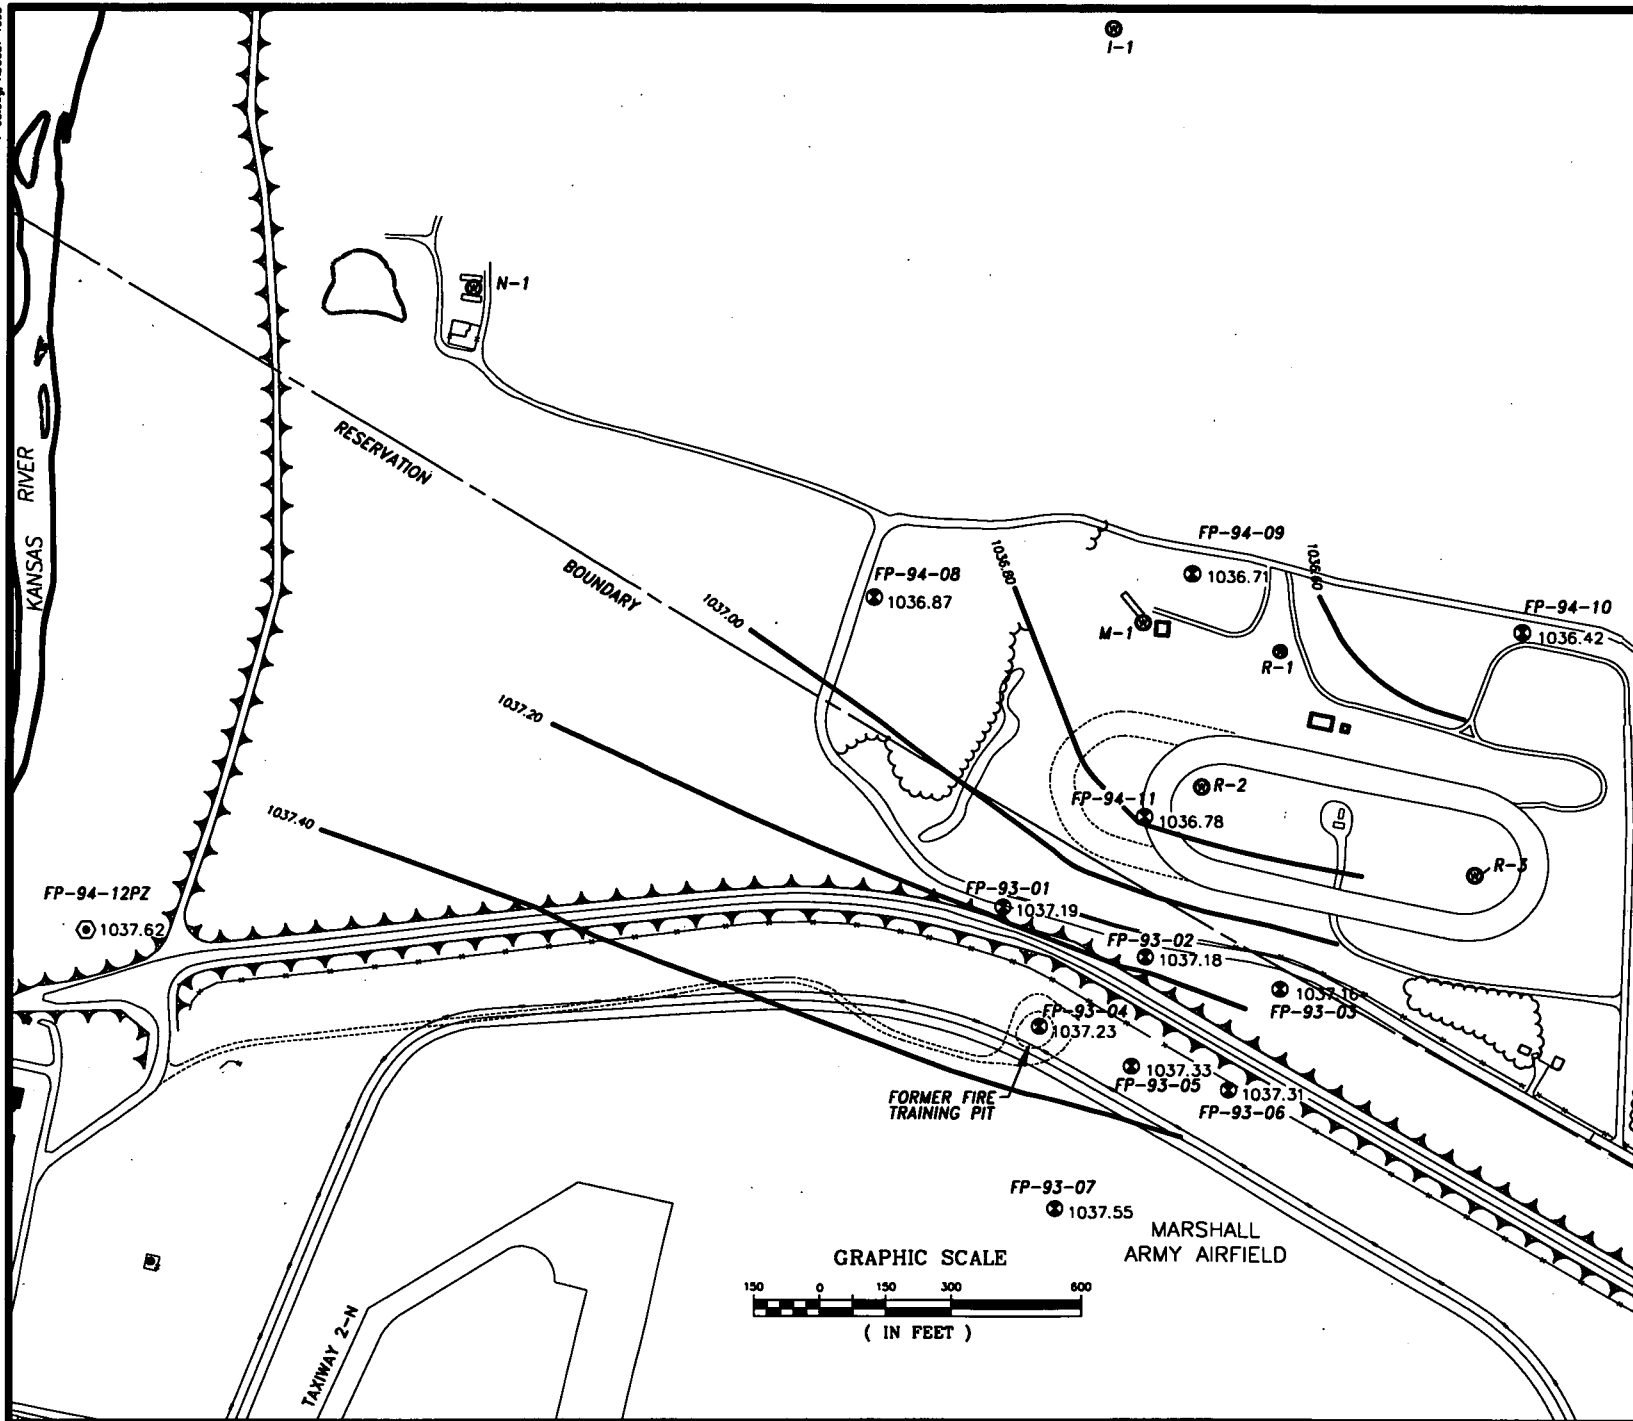 I-1
N-1
RESERVATION
BOUNDARY
KANSAS RIVER
FP-94-09
1036.71
1036.80
1036.60
FP-94-08
1036.87
FP-94-10
1036.42
M-1
R-1
1037.00
1037.20
1037.40
R-2
FP-94-11
1036.78
R-3
FP-94-12PZ
1037.62
FP-93-01
1037.19
FP-93-02
1037.18
1037.16
FP-93-03
FP-93-04
1037.23
1037.33
FP-93-05
1037.31
FP-93-06
FORMER FIRE
TRAINING PIT
FP-93-07
1037.55
MARSHALL
ARMY AIRFIELD
GRAPHIC SCALE
150 0 150 300 600
( IN FEET )
TAXIWAY 2-N